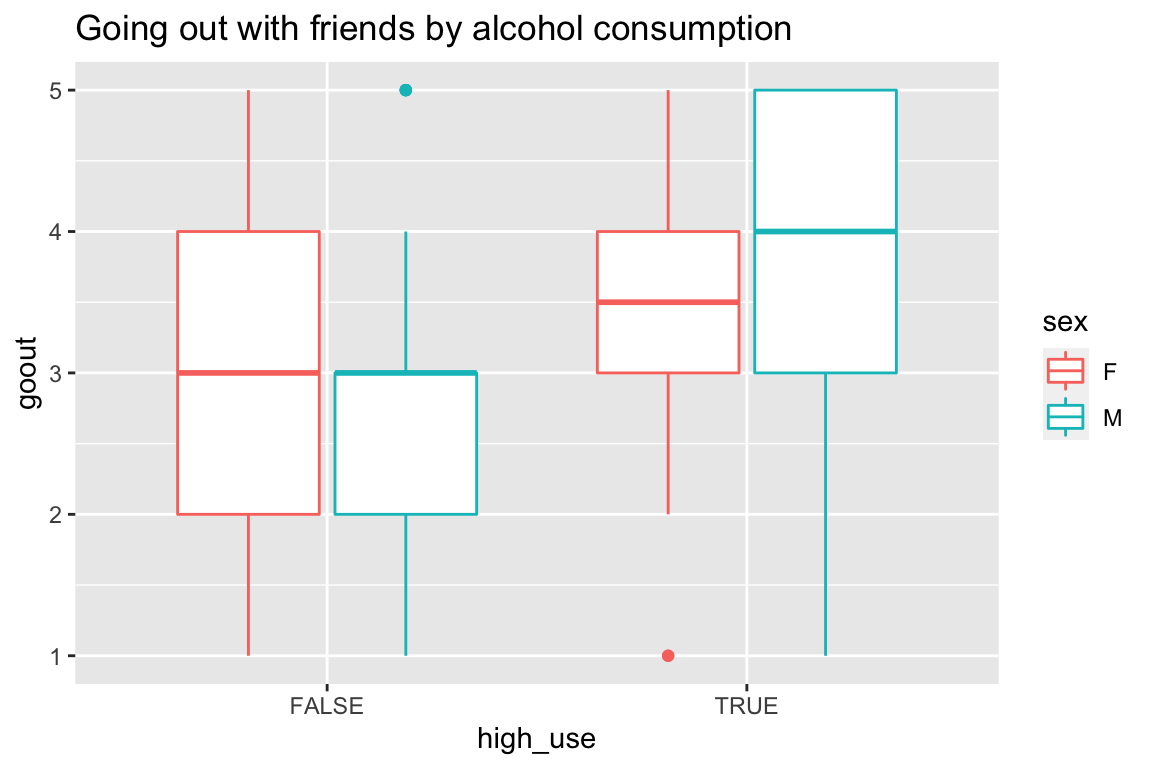 Going out with friends by alcohol consumption
5
4
3
2
1
goout
FALSE
TRUE
high_use
sex
F
M